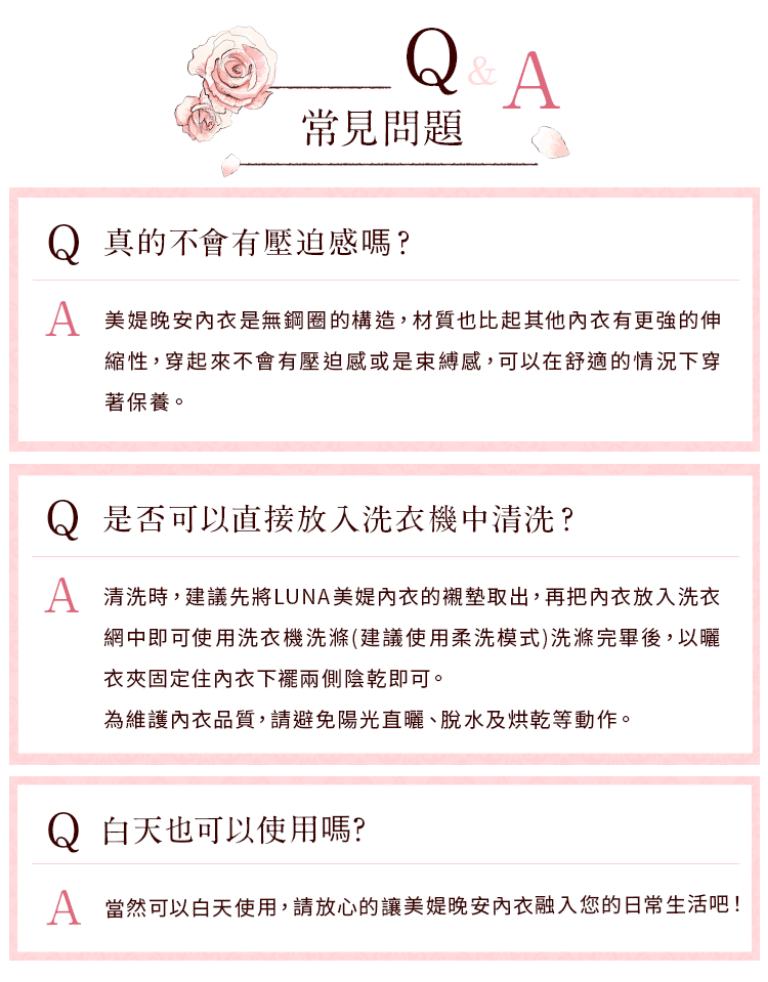 Q & A
常見問題
Q 真的不會有壓迫感嗎?
A 美媞晚安內衣是無鋼圈的構造,材質也比起其他內衣有更強的伸
縮性,穿起來不會有壓迫感或是束縛感,可以在舒適的情況下穿
著保養。
Q 是否可以直接放入洗衣機中清洗?
A 清洗時,建議先將LUNA美媞內衣的襯墊取出,再把內衣放入洗衣
網中即可使用洗衣機洗滌(建議使用柔洗模式)洗滌完畢後,以曬
衣夾固定住內衣下襬兩側陰乾即可。
為維護內衣品質,請避免陽光直曬、脫水及烘乾等動作。
Q 白天也可以使用嗎?
A 當然可以白天使用,請放心的讓美媞晚安內衣融入您的日常生活吧!